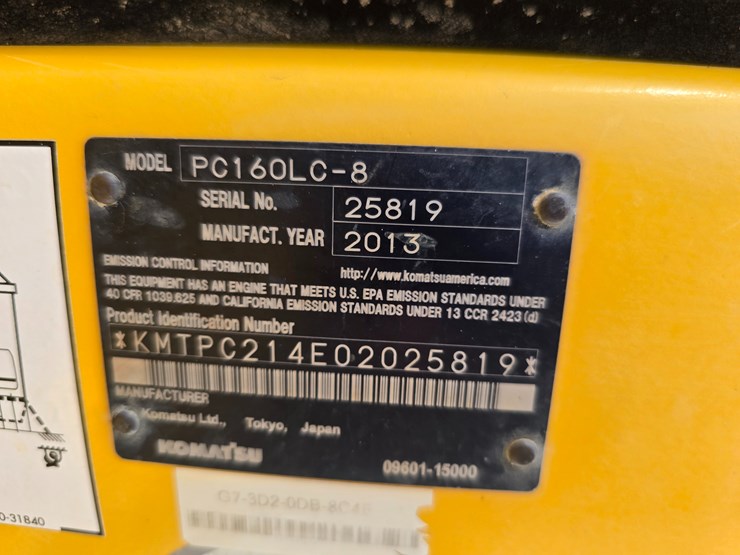 MODEL PC160LC-8
SERIAL No. 25819
MANUFACT. YEAR 2013
EMISSION CONTROL INFORMATION http://www.komatsuamerica.com
THIS EQUIPMENT HAS AN ENGINE THAT MEETS U.S. EPA EMISSION STANDARDS UNDER
40 CFR 1039.625 AND CALIFORNIA EMISSION STANDARDS UNDER 13 CCR 2423 (d)
Product Identification Number
*KMTPC214E02025819*
MANUFACTURER
Komatsu Ltd., Tokyo, Japan
KOMATSU 09601-15000
0-31840